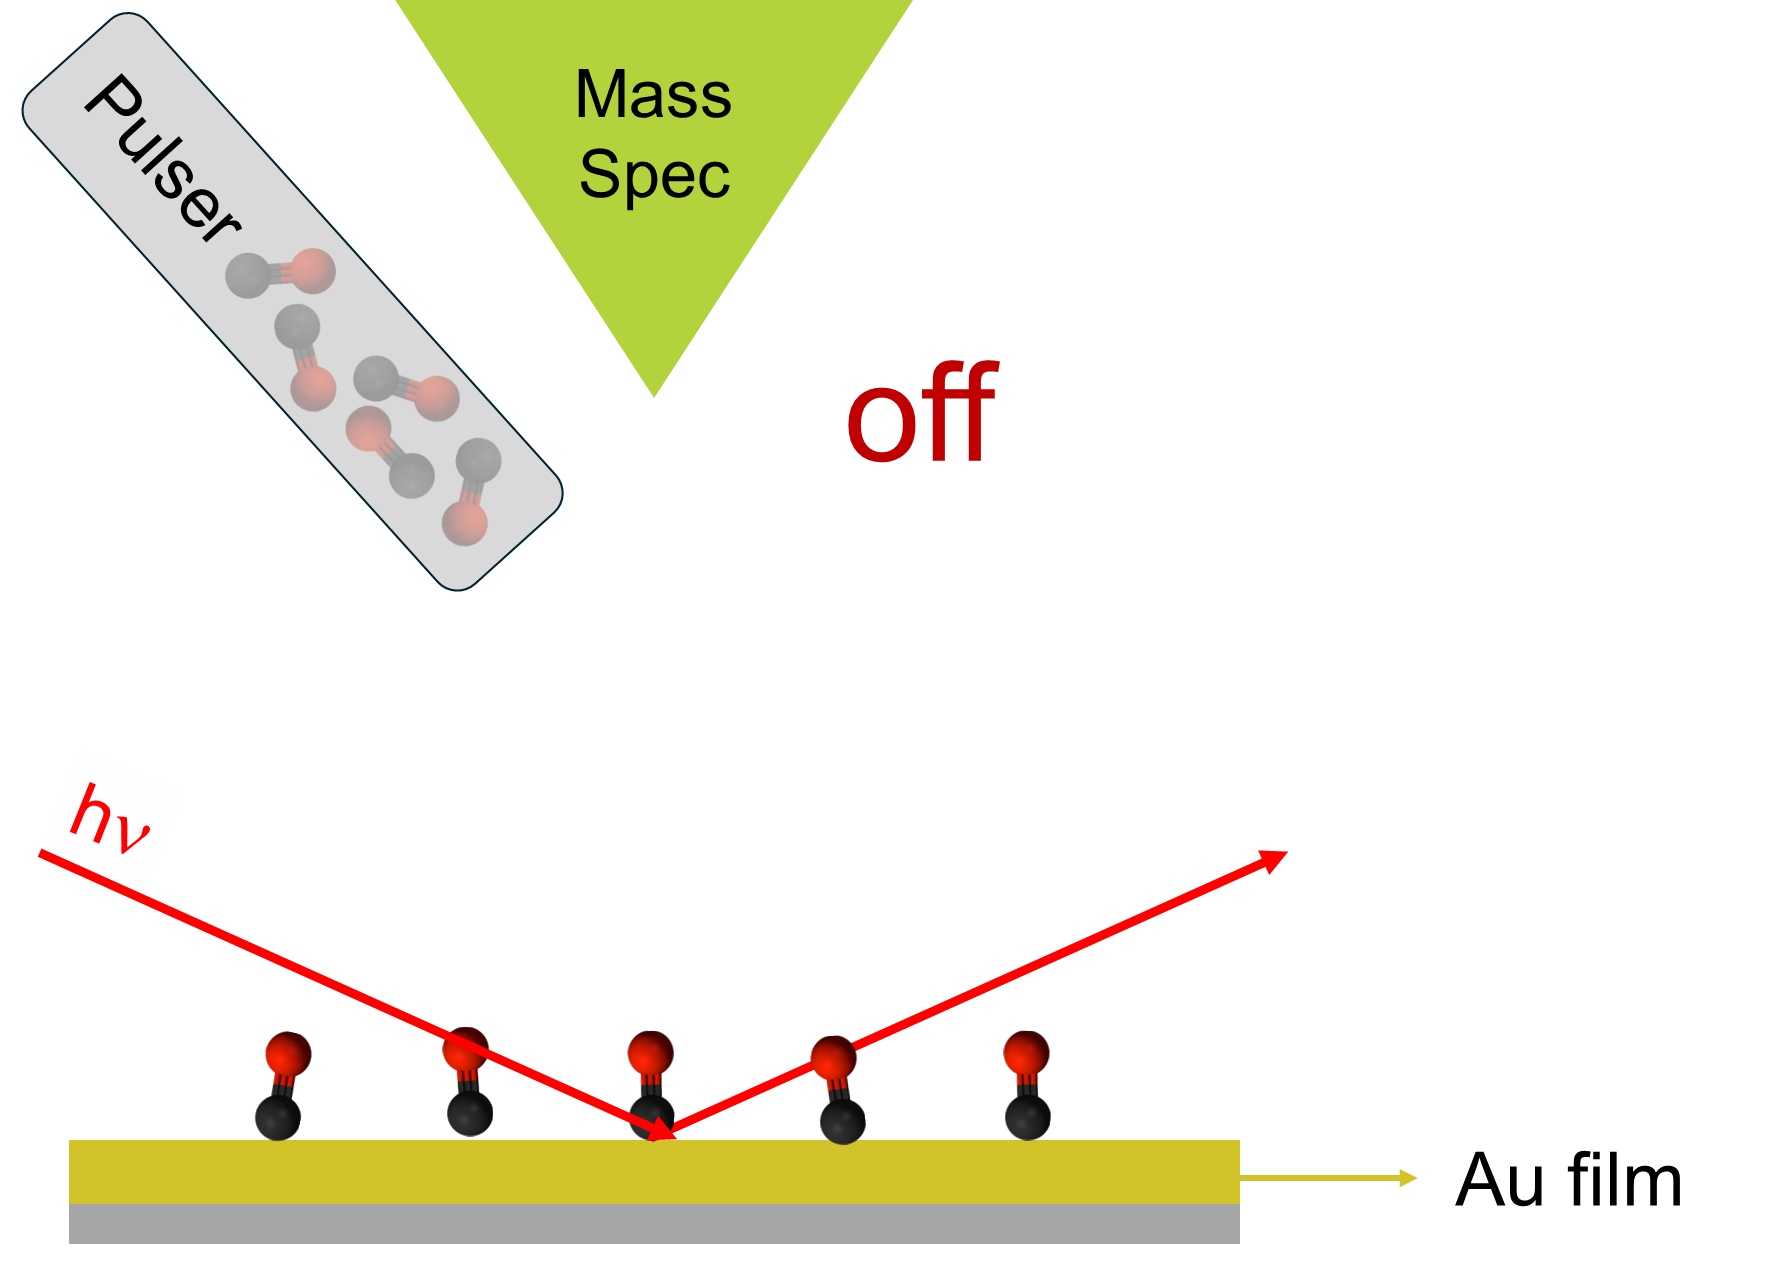 Pulser
Mass
Spec
off
hν
Au film